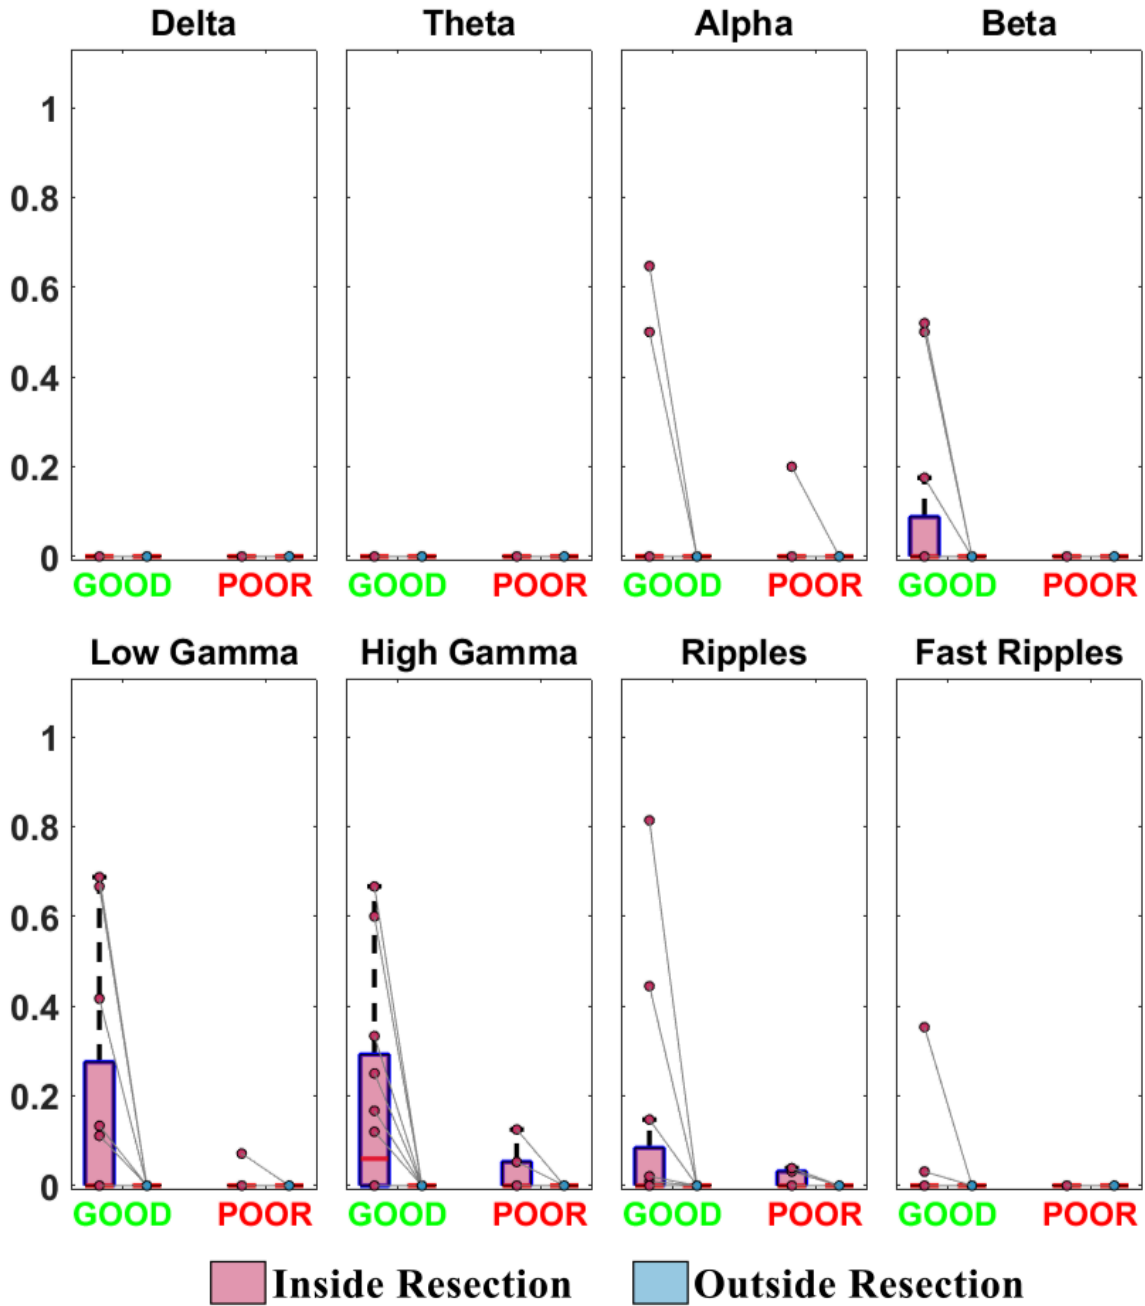 Delta Theta Alpha Beta
1
0.8
0.6
0.4
0.2
0
GOOD POOR GOOD POOR GOOD POOR GOOD POOR
Low Gamma High Gamma Ripples Fast Ripples
1
0.8
0.6
0.4
0.2
0
GOOD POOR GOOD POOR GOOD POOR GOOD POOR
Inside Resection Outside Resection